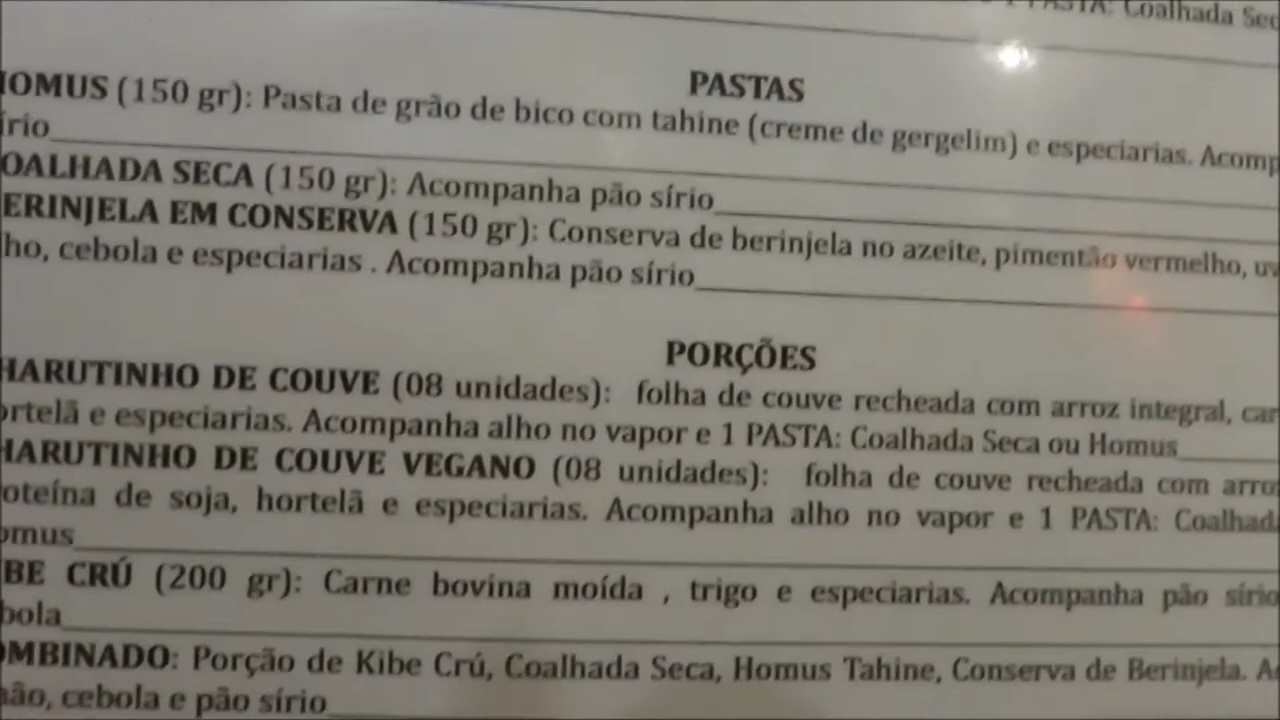 PASTA: Coalhada Sec
PASTAS
OMUS (150 gr): Pasta de grão de bico com tahine (creme de gergelim) e especiarias. Acomp
írio
OALHADA SECA (150 gr): Acompanha pão sírio
ERINJELA EM CONSERVA (150 gr): Conserva de berinjela no azeite, pimentão vermelho, uv
lho, cebola e especiarias . Acompanha pão sírio
PORÇÕES
HARUTINHO DE COUVE (08 unidades): folha de couve recheada com arroz integral, car
ortelã e especiarias. Acompanha alho no vapor e 1 PASTA: Coalhada Seca ou Homus
HARUTINHO DE COUVE VEGANO (08 unidades): folha de couve recheada com arro
oteína de soja, hortelã e especiarias. Acompanha alho no vapor e 1 PASTA: Coalhad
omus
BE CRÚ (200 gr): Carne bovina moída , trigo e especiarias. Acompanha pão sírio
bola
OMBINADO: Porção de Kibe Crú, Coalhada Seca, Homus Tahine, Conserva de Berinjela. A
ão, cebola e pão sírio